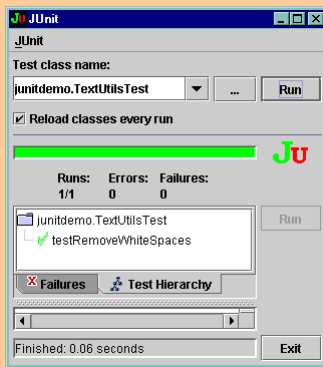 JU JUnit
JUnit
Test class name:
junitdemo.TextUtilsTest ... Run
Reload classes every run
JU
Runs: Errors: Failures:
1/1 0 0
junitdemo.TextUtilsTest Run
testRemoveWhiteSpaces
X Failures Test Hierarchy
Finished: 0.06 seconds Exit